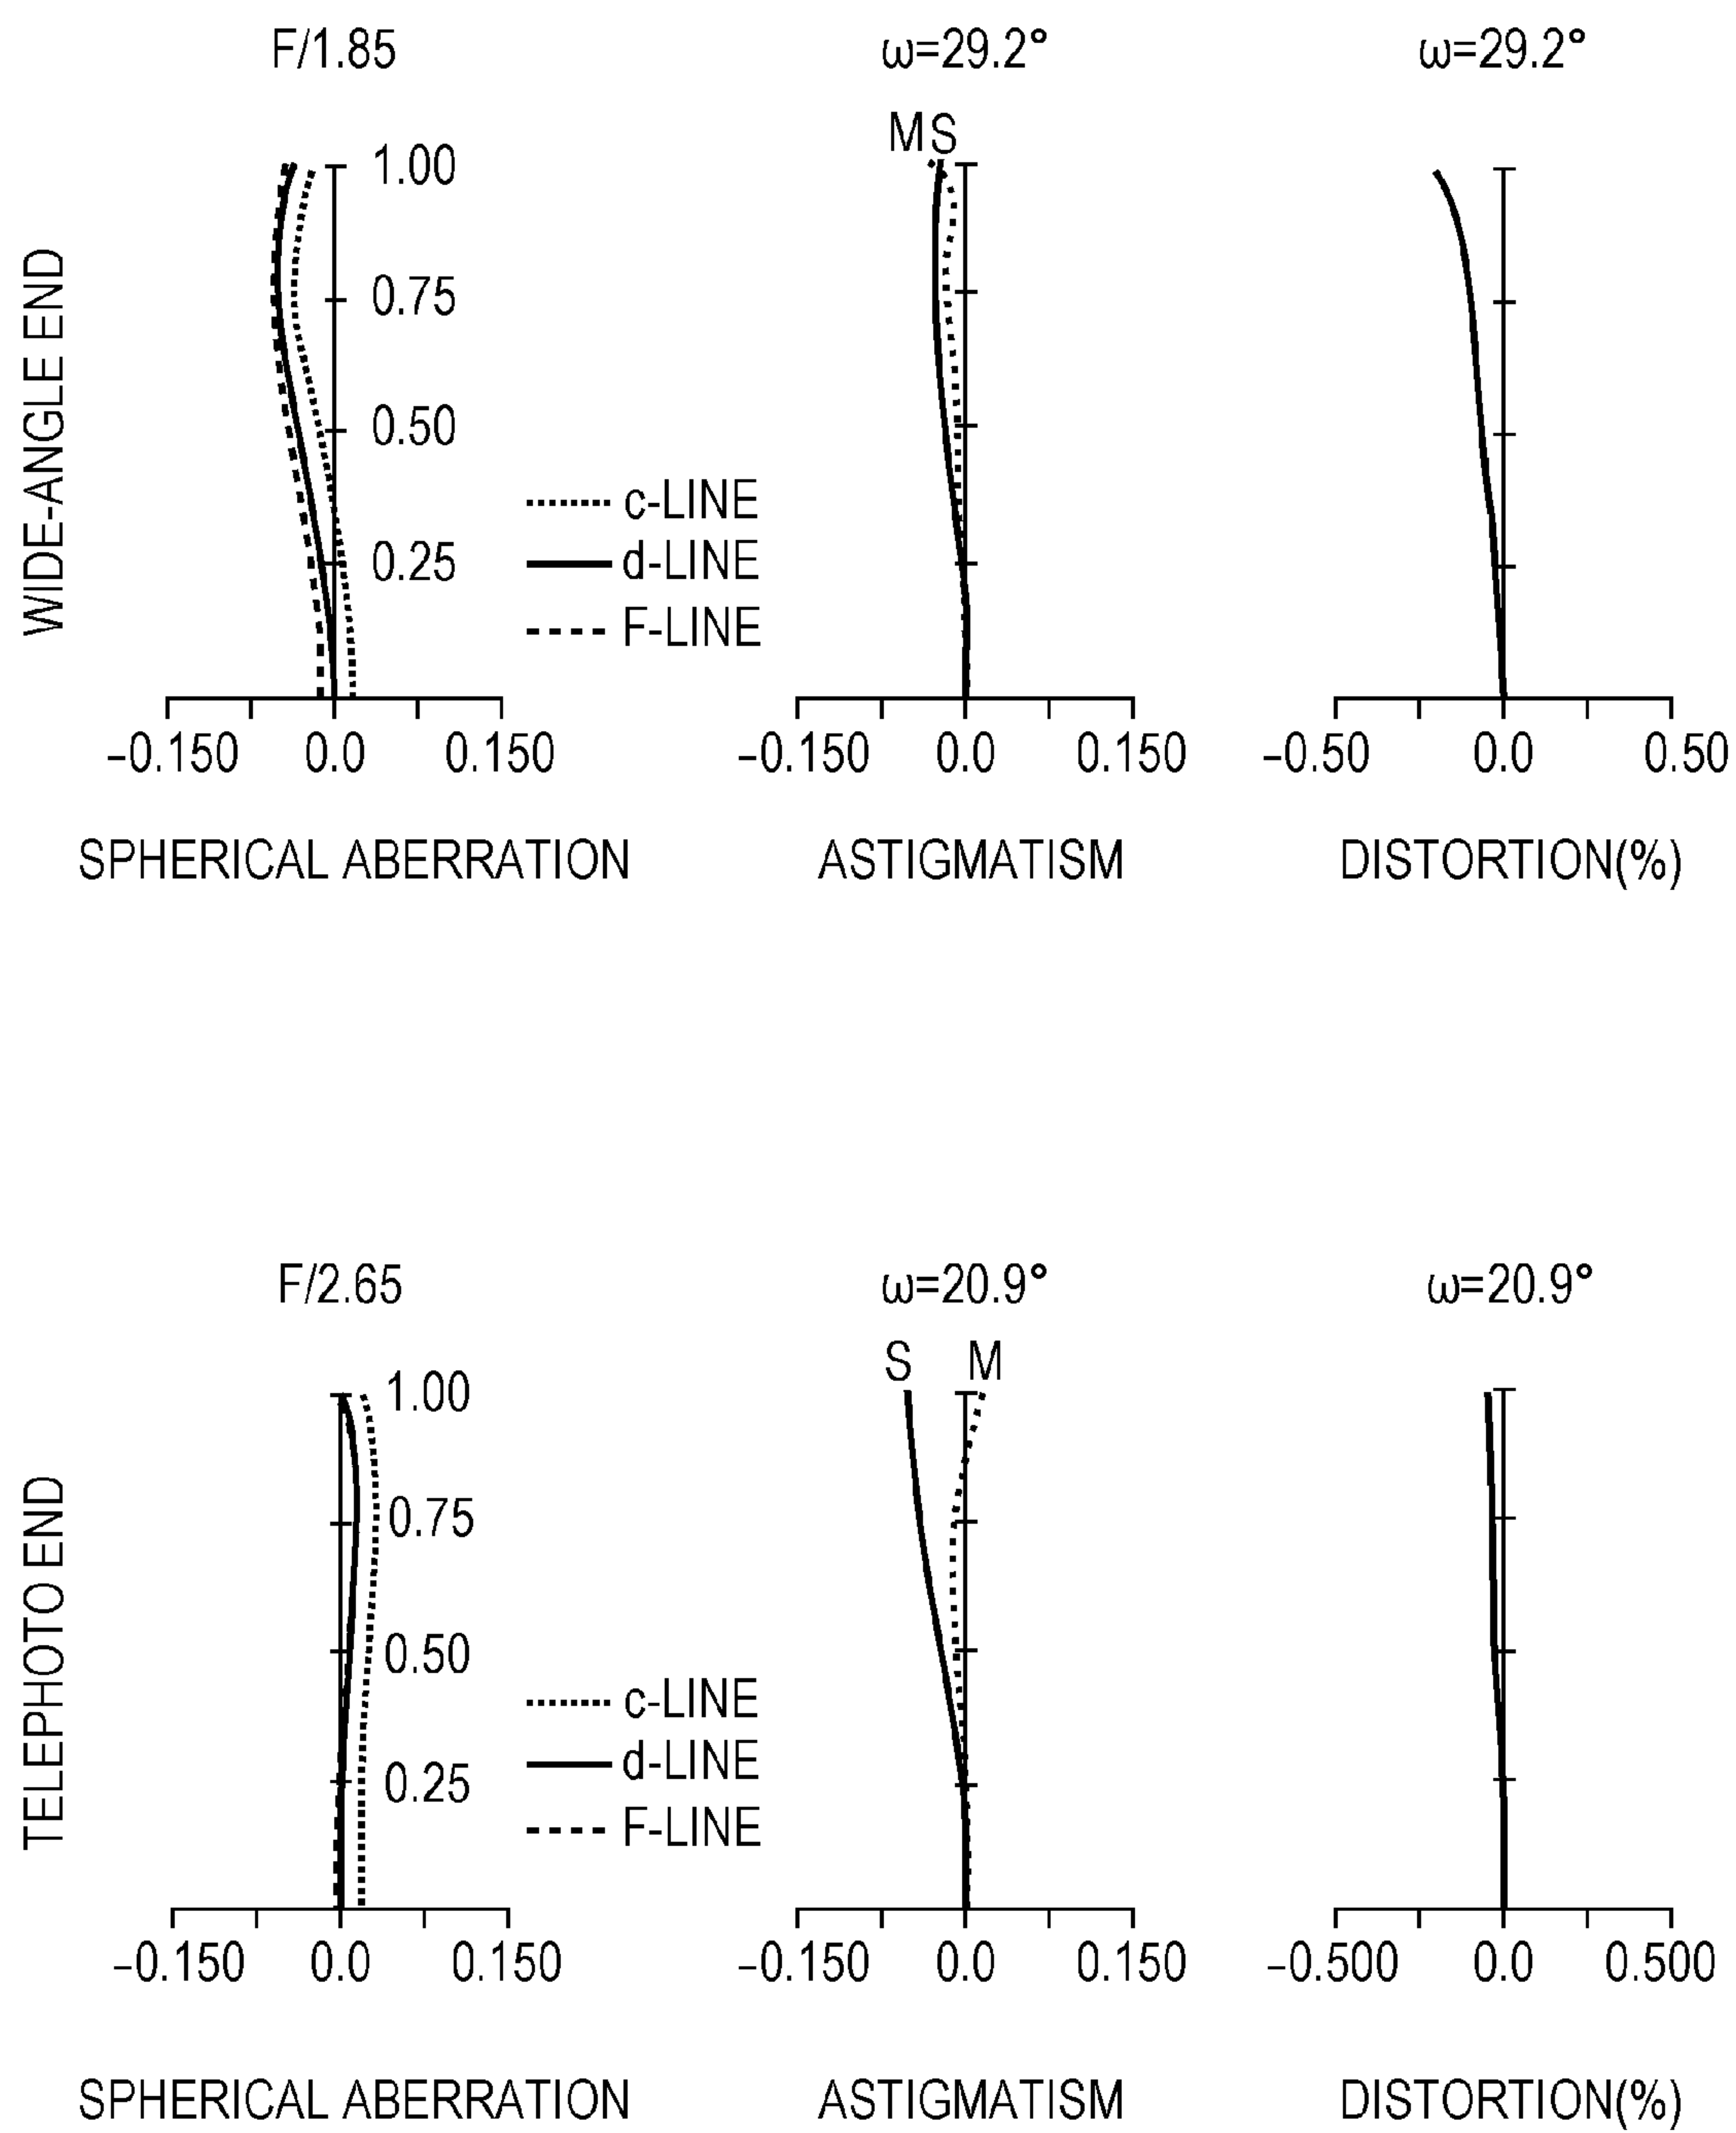 WIDE-ANGLE END
F/1.85
1.00
0.75
0.50
0.25
c-LINE
d-LINE
F-LINE
-0.150 0.0 0.150
SPHERICAL ABERRATION
ω=29.2°
M S
-0.150 0.0 0.150
ASTIGMATISM
ω=29.2°
-0.50 0.0 0.50
DISTORTION(%)
TELEPHOTO END
F/2.65
1.00
0.75
0.50
0.25
c-LINE
d-LINE
F-LINE
-0.150 0.0 0.150
SPHERICAL ABERRATION
ω=20.9°
S M
-0.150 0.0 0.150
ASTIGMATISM
ω=20.9°
-0.500 0.0 0.500
DISTORTION(%)